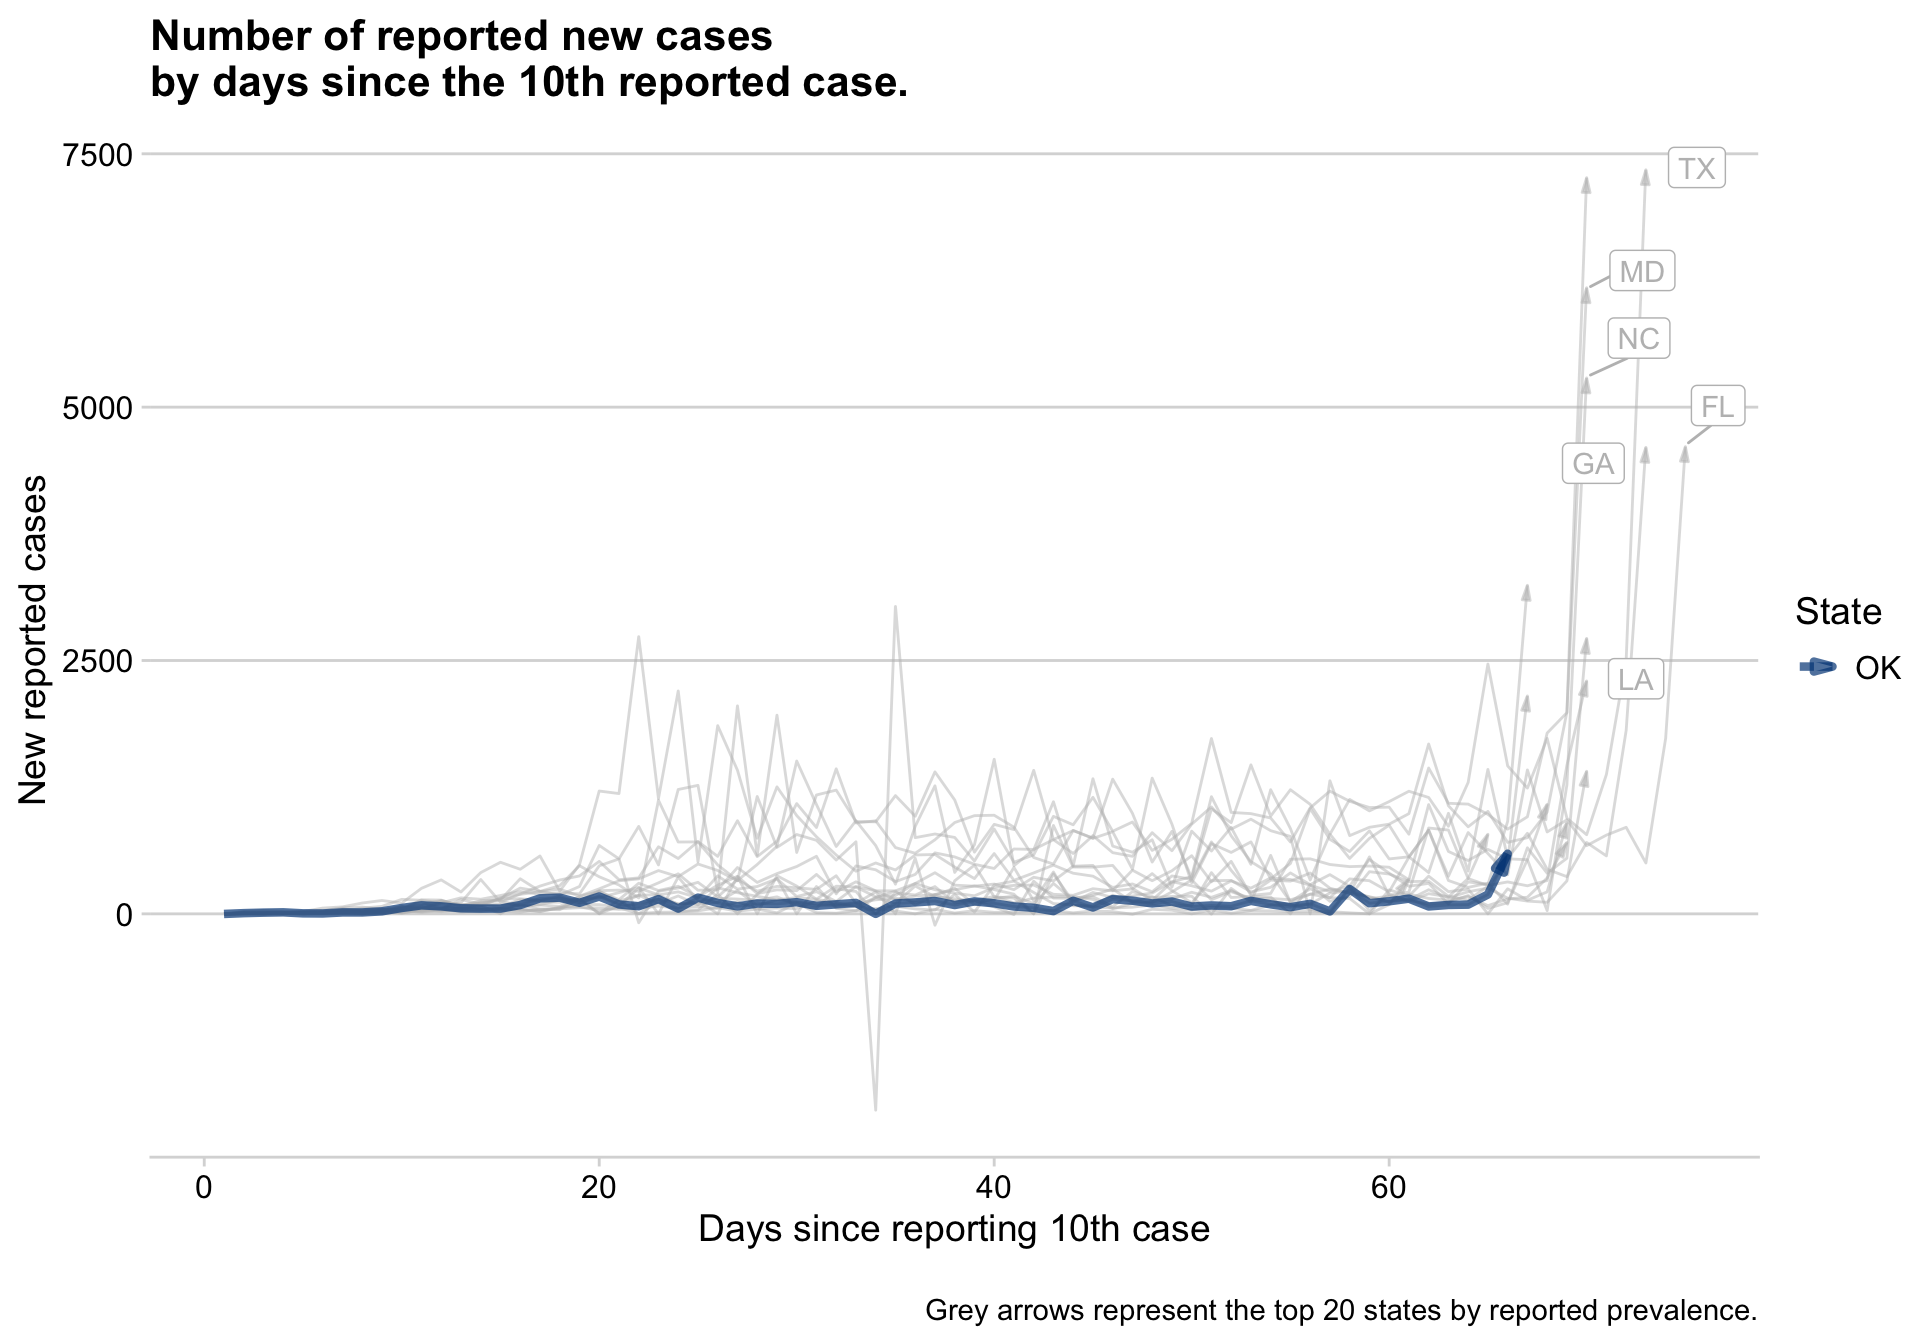 Number of reported new cases
by days since the 10th reported case.
7500
5000
2500
0
New reported cases
TX
MD
NC
FL
GA
LA
State
OK
0 20 40 60
Days since reporting 10th case
Grey arrows represent the top 20 states by reported prevalence.